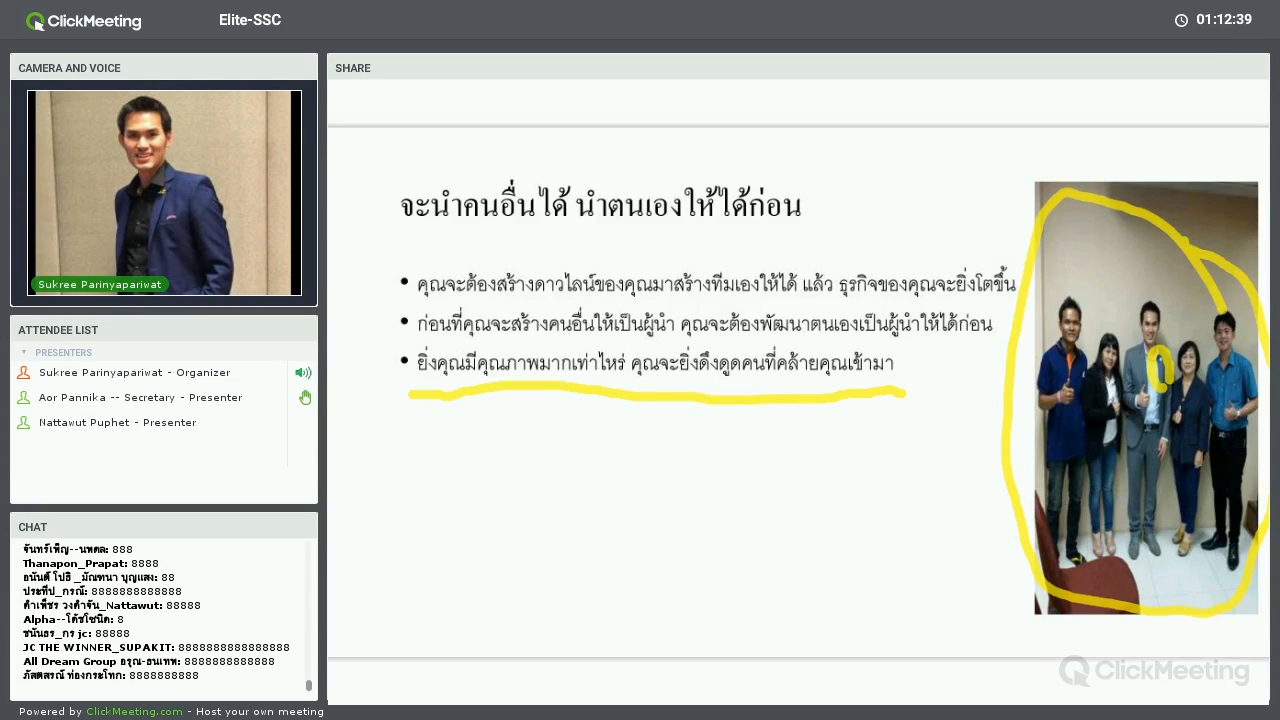 ClickMeeting
Elite-SSC
01:12:39
CAMERA AND VOICE
Sukree Parinyapariwat
ATTENDEE LIST
PRESENTERS
Sukree Parinyapariwat - Organizer
Aor Pannika -- Secretary - Presenter
Nattawut Puphet - Presenter
CHAT
จันทร์เพ็ญ--นพดล: 888
Thanapon_Prapat: 8888
อนันต์ โปธิ _มัณฑนา บุญแสง: 88
ประทีป_กรณ์: 8888888888888
คำเพ็ชร วงค์คำจัน_Nattawut: 88888
Alpha--โต้ชโชนิด: 8
ชนันธร_กร jc: 88888
JC THE WINNER_SUPAKIT: 8888888888888888
All Dream Group อรุณ-ธนเทพ: 8888888888888
ภัสสสรณ์ ท่องกระโทก: 8888888888
Powered by ClickMeeting.com - Host your own meeting
SHARE
จะนำคนอื่นได้ นำตนเองให้ได้ก่อน
• คุณจะต้องสร้างดาวไลน์ของคุณมาสร้างทีมเองให้ได้ แล้ว ธุรกิจของคุณจะยิ่งโตขึ้น
• ก่อนที่คุณจะสร้างคนอื่นให้เป็นผู้นำ คุณจะต้องพัฒนาตนเองเป็นผู้นำให้ได้ก่อน
• ยิ่งคุณมีคุณภาพมากเท่าไหร่ คุณจะยิ่งดึงดูดคนที่คล้ายคุณเข้ามา
ClickMeeting